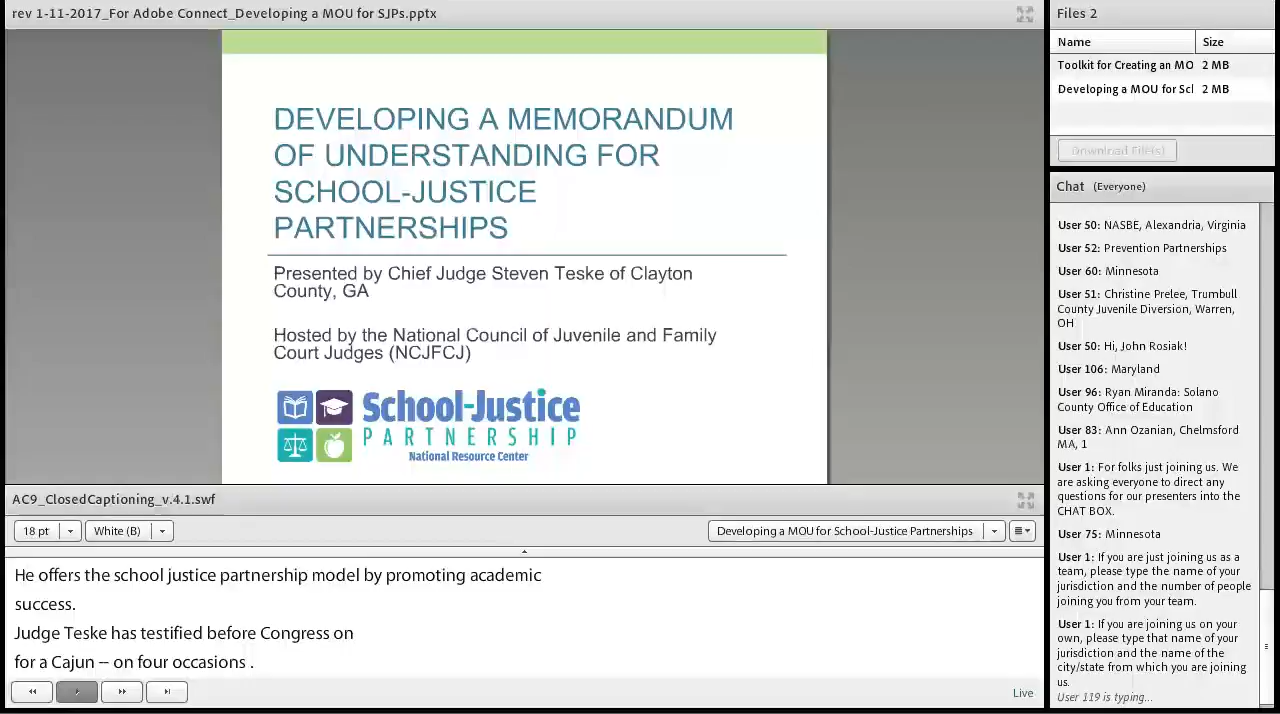 rev 1-11-2017_For Adobe Connect_Developing a MOU for SJPs.pptx
DEVELOPING A MEMORANDUM
OF UNDERSTANDING FOR
SCHOOL-JUSTICE
PARTNERSHIPS
Presented by Chief Judge Steven Teske of Clayton
County, GA
Hosted by the National Council of Juvenile and Family
Court Judges (NCJFCJ)
School-Justice
PARTNERSHIP
National Resource Center
AC9_ClosedCaptioning_v.4.1.swf
18 pt
White (B)
Developing a MOU for School-Justice Partnerships
He offers the school justice partnership model by promoting academic
success.
Judge Teske has testified before Congress on
for a Cajun -- on four occasions .
Live
Files 2
Name Size
Toolkit for Creating an MO 2 MB
Developing a MOU for Scl 2 MB
Download File(s)
Chat (Everyone)
User 50: NASBE, Alexandria, Virginia
User 52: Prevention Partnerships
User 60: Minnesota
User 51: Christine Prelee, Trumbull
County Juvenile Diversion, Warren,
OH
User 50: Hi, John Rosiak!
User 106: Maryland
User 96: Ryan Miranda: Solano
County Office of Education
User 83: Ann Ozanian, Chelmsford
MA, 1
User 1: For folks just joining us. We
are asking everyone to direct any
questions for our presenters into the
CHAT BOX.
User 75: Minnesota
User 1: If you are just joining us as a
team, please type the name of your
jurisdiction and the number of people
joining you from your team.
User 1: If you are joining us on your
own, please type that name of your
jurisdiction and the name of the
city/state from which you are joining
us.
User 119 is typing...